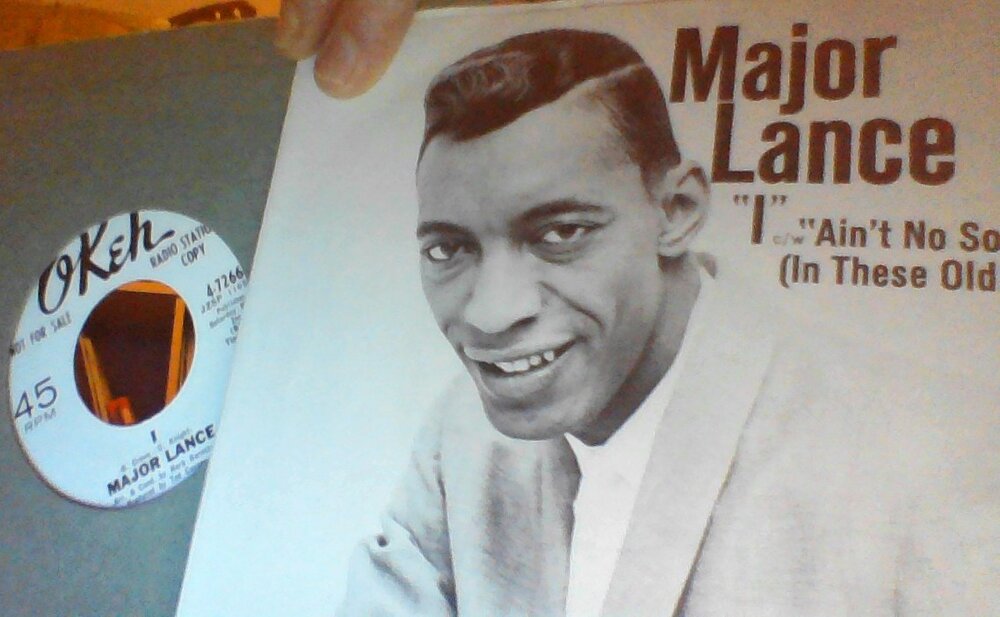 Major
Lance
"I" c/w "Ain't No So
(In These Old
OKeh
RADIO STATIO
COPY
NOT FOR SALE
4-7266
45
RPM
I
MAJOR LANCE